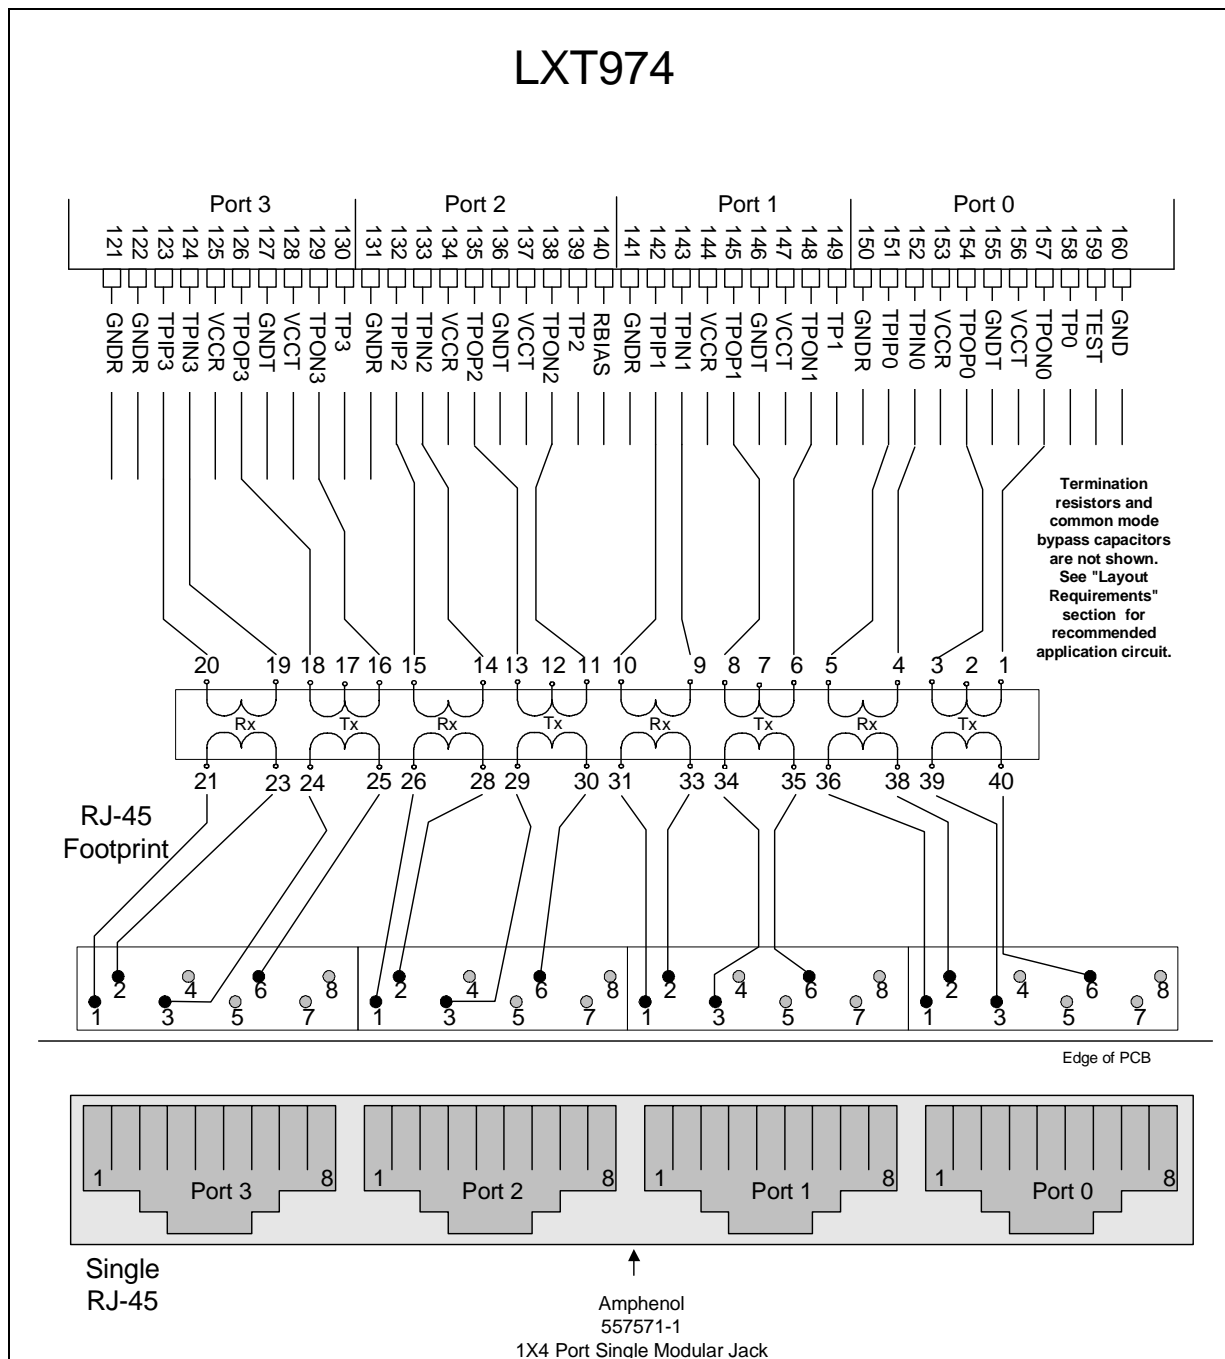 LXT974
Port 3 Port 2 Port 1 Port 0
121 122 123 124 125 126 127 128 129 130 131 132 133 134 135 136 137 138 139 140 141 142 143 144 145 146 147 148 149 150 151 152 153 154 155 156 157 158 159 160
GNDR GNDR TPIP3 TPIN3 VCCR TPOP3 GNDT VCCT TPON3 TP3 GNDR TPIP2 TPIN2 VCCR TPOP2 GNDT VCCT TPON2 TP2 RBIAS GNDR TPIP1 TPIN1 VCCR TPOP1 GNDT VCCT TPON1 TP1 GNDR TPIP0 TPIN0 VCCR TPOP0 GNDT VCCT TPON0 TP0 TEST GND
Termination
resistors and
common mode
bypass capacitors
are not shown.
See "Layout
Requirements"
section for
recommended
application circuit.
20 19 18 17 16 15 14 13 12 11 10 9 8 7 6 5 4 3 2 1
Rx Tx Rx Tx Rx Tx Rx Tx
21 23 24 25 26 28 29 30 31 33 34 35 36 38 39 40
RJ-45
Footprint
2 4 6 8 2 4 6 8 2 4 6 8 2 4 6 8
1 3 5 7 1 3 5 7 1 3 5 7 1 3 5 7
Edge of PCB
1 8 1 8 1 8 1 8
Port 3 Port 2 Port 1 Port 0
Single
RJ-45
Amphenol
557571-1
1X4 Port Single Modular Jack